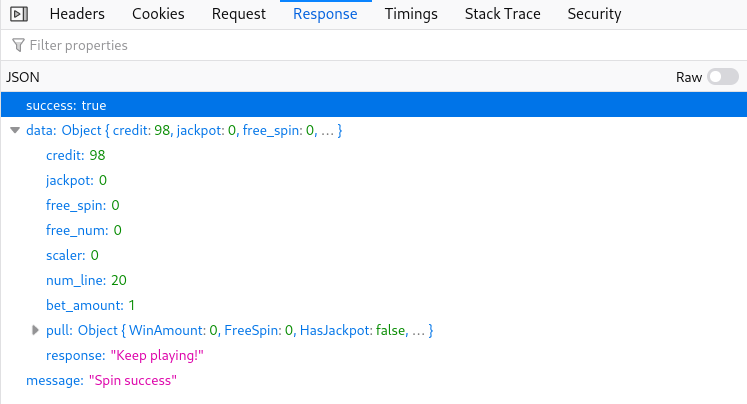 Headers Cookies Request Response Timings Stack Trace Security
Filter properties
JSON Raw
success: true
data: Object { credit: 98, jackpot: 0, free_spin: 0, … }
credit: 98
jackpot: 0
free_spin: 0
free_num: 0
scaler: 0
num_line: 20
bet_amount: 1
pull: Object { WinAmount: 0, FreeSpin: 0, HasJackpot: false, … }
response: "Keep playing!"
message: "Spin success"